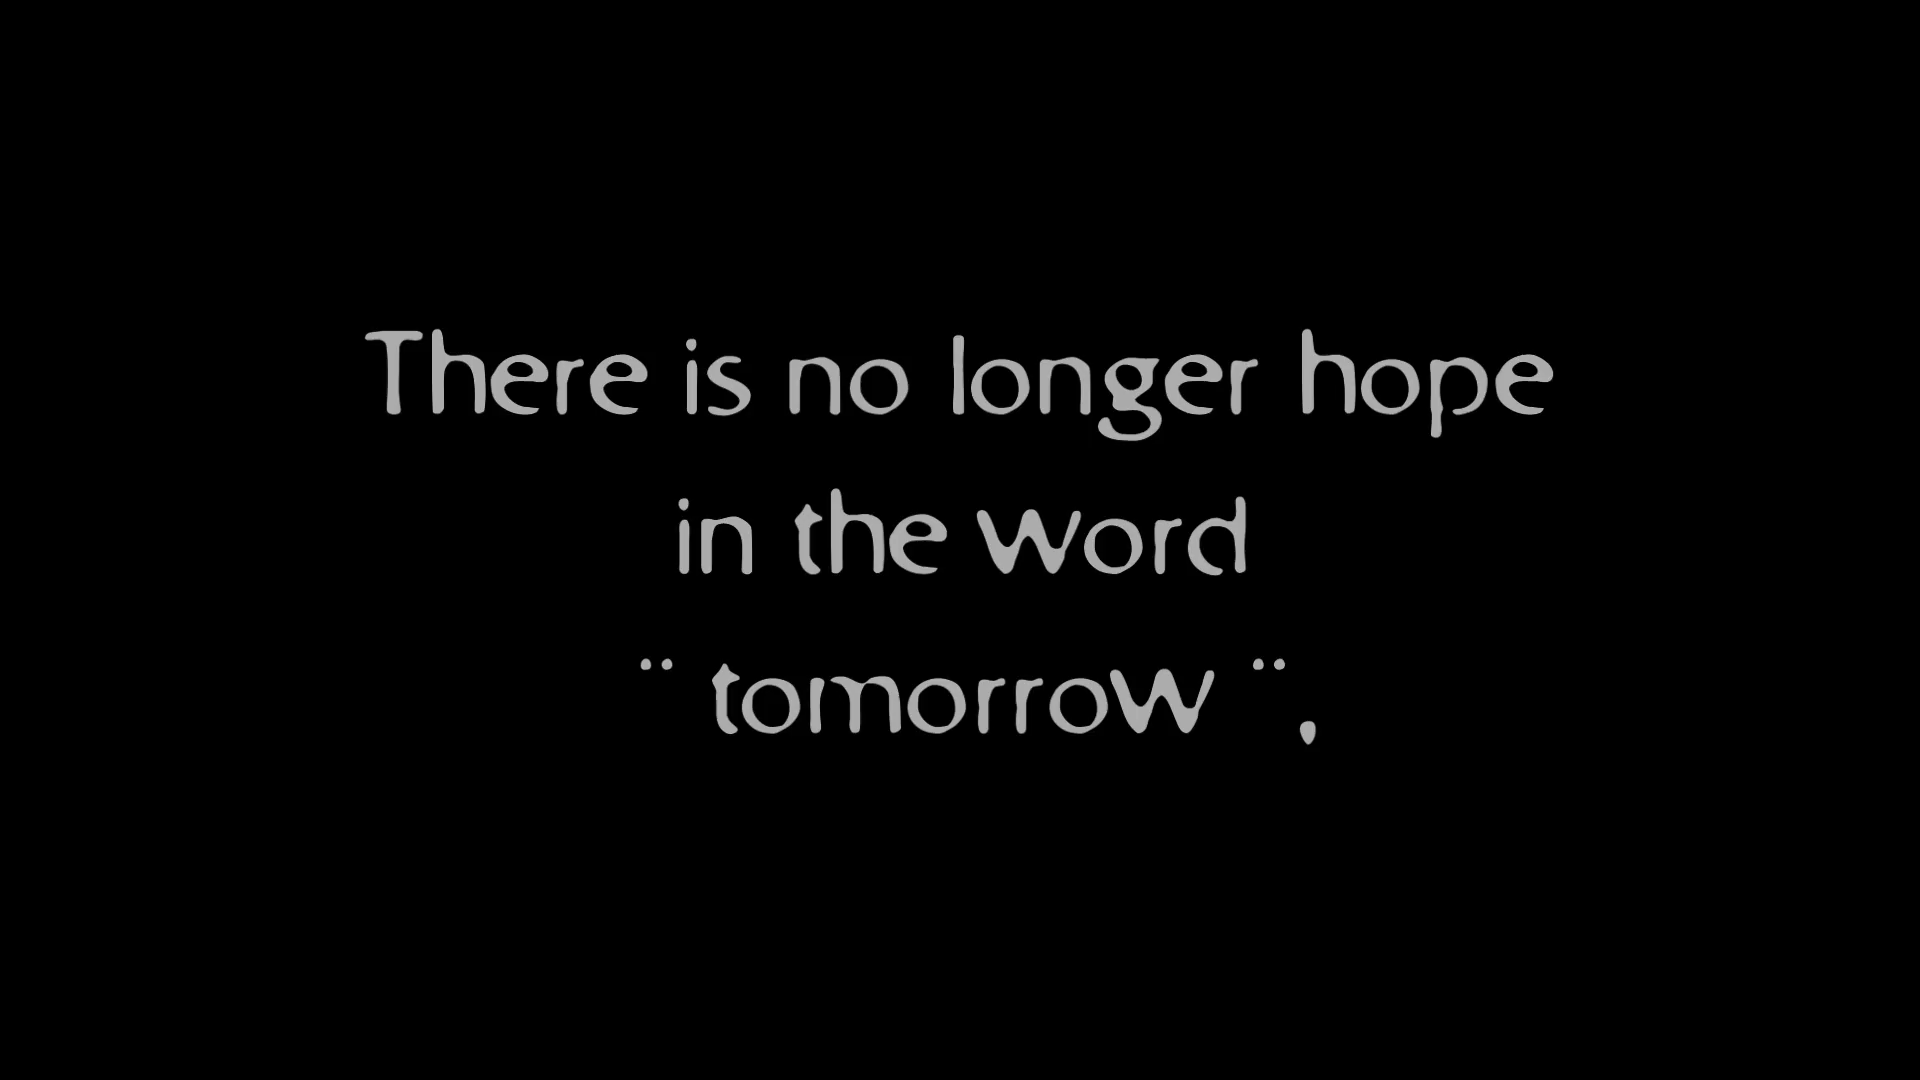 There is no longer hope
in the word
¨ tomorrow ¨,